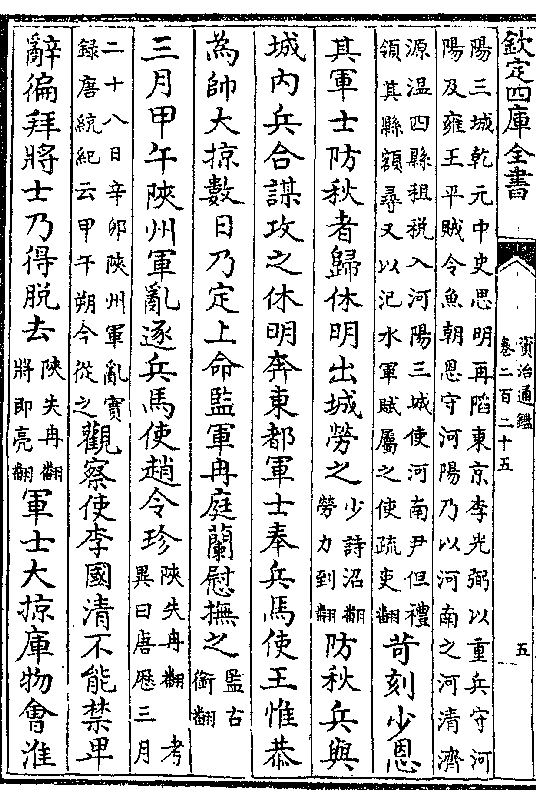 欽定四庫全書
資治通鑑
卷二百二十五
五
陽三城乾元中史思明再陷東京李光弼以重兵守河
陽及雍王平賊令魚朝恩守河陽乃以河南之河清濟
源温四縣租税入河陽三城使河南尹但禮
領其縣額尋又以汜水軍賦屬之使疏吏翻
苛刻少恩
其軍士防秋者歸休明出城勞之
少詩沼翻
勞力到翻
防秋兵與
城内兵合謀攻之休明奔東都軍士奉兵馬使王惟恭
為帥大掠數日乃定上命監軍冉庭蘭慰撫之
監古
銜翻
三月甲午陜州軍亂逐兵馬使趙令珍
陜失冉翻 考
異曰唐歷三月
二十八日辛卯陜州軍亂實
録唐統紀云甲午朔今從之
觀察使李國清不能禁卑
辭徧拜將士乃得脱去
陜失冉翻
將即亮翻
軍士大掠庫物會淮